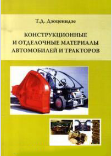 Т.Д. Дзоценидзе
КОНСТРУКЦИОННЫЕ
И ОТДЕЛОЧНЫЕ МАТЕРИАЛЫ
АВТОМОБИЛЕЙ И ТРАКТОРОВ